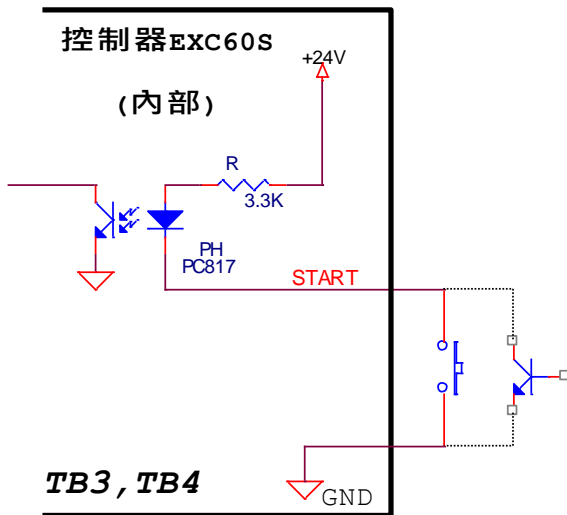 控制器EXC60S
(內部)
+24V
R
3.3K
PH
PC817
START
TB3,TB4
GND